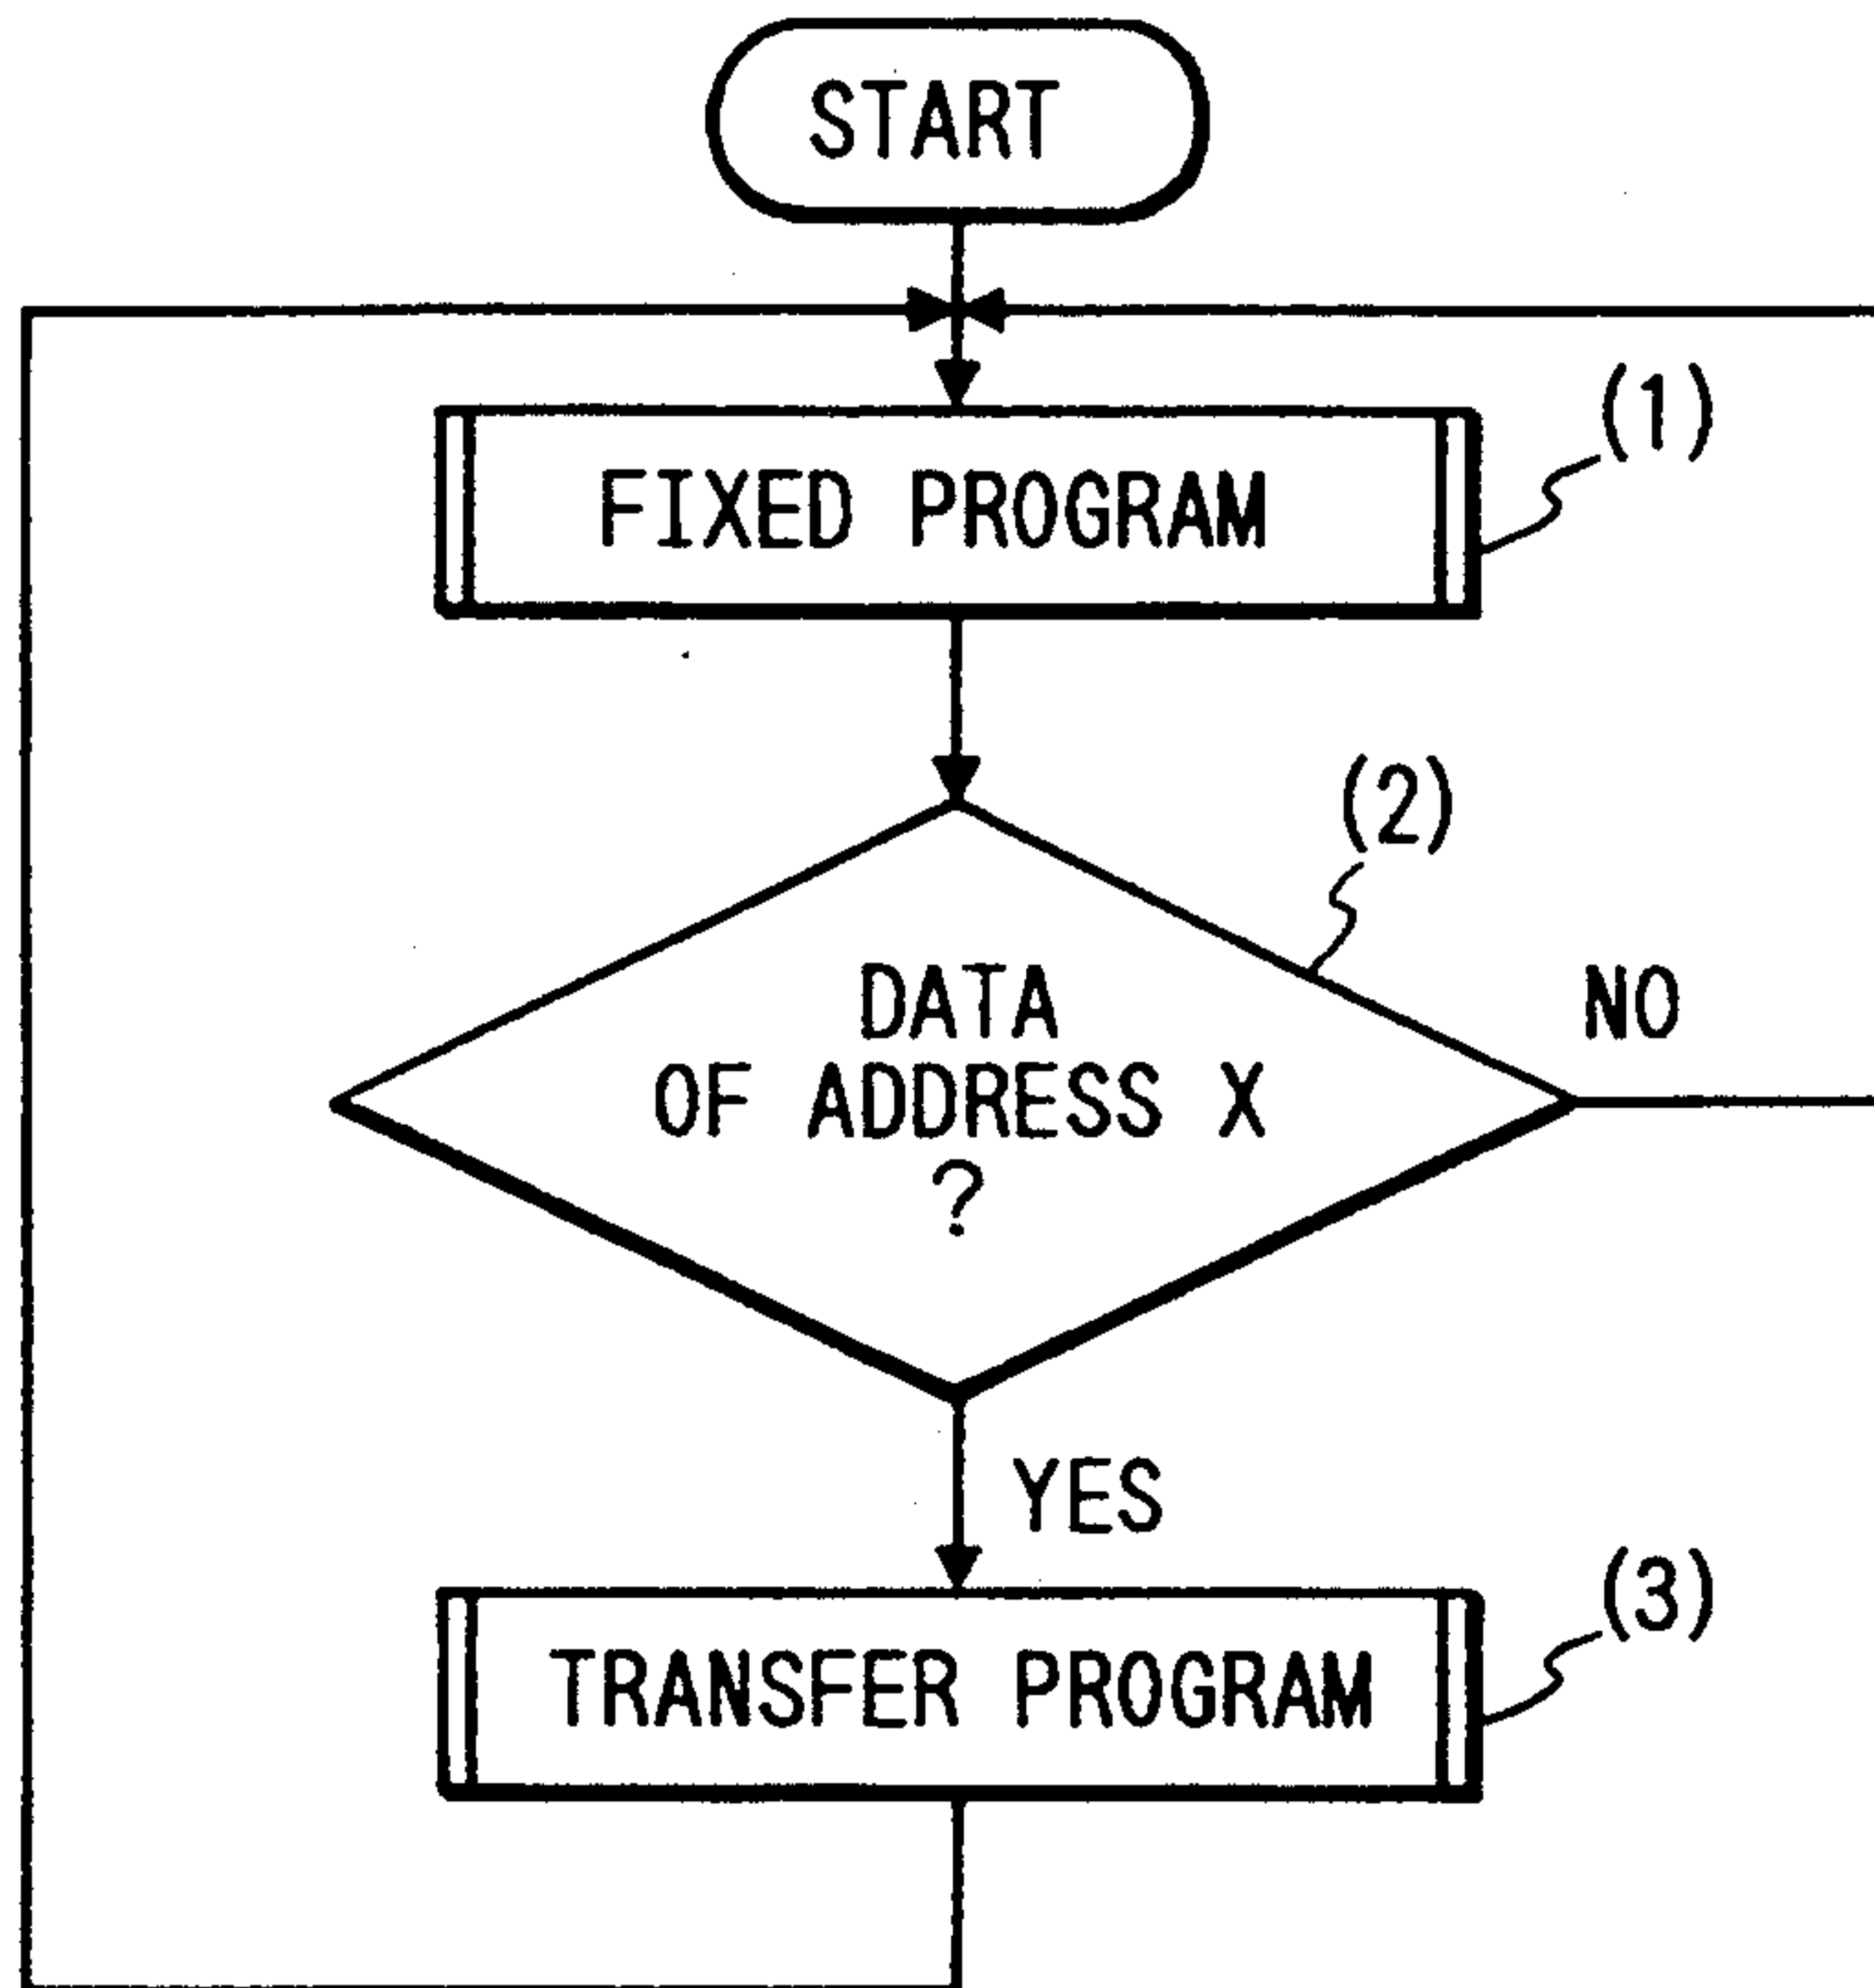 START
(1)
FIXED PROGRAM
(2)
DATA
OF ADDRESS X
?
NO
YES
(3)
TRANSFER PROGRAM